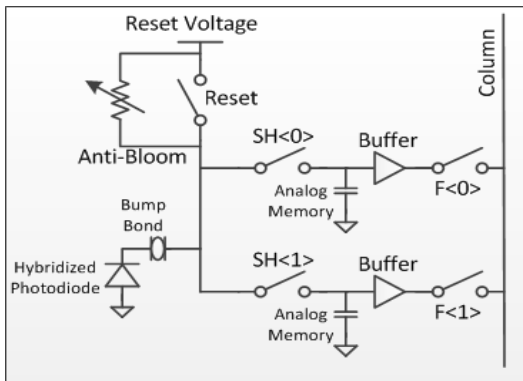 Reset Voltage
Column
Reset
Anti-Bloom
SH<0>
Buffer
Analog
Memory
F<0>
Bump
Bond
Hybridized
Photodiode
SH<1>
Buffer
Analog
Memory
F<1>